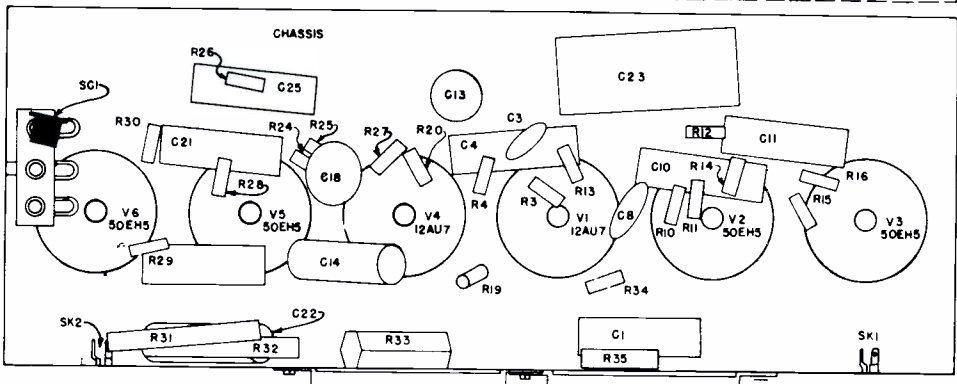 CHASSIS
R26
C25
C23
SC1
C13
C3
R30
C21
R24
R25
R27
R20
C4
R12
C11
C18
C10
R14
R28
R4
R3
R13
R16
C8
R15
V6
50EH5
V5
50EH5
V4
12AU7
V1
12AU7
R10
R11
V2
50EH5
V3
50EH5
R29
C14
R19
R34
SK2
C22
R31
R32
R33
C1
R35
SK1